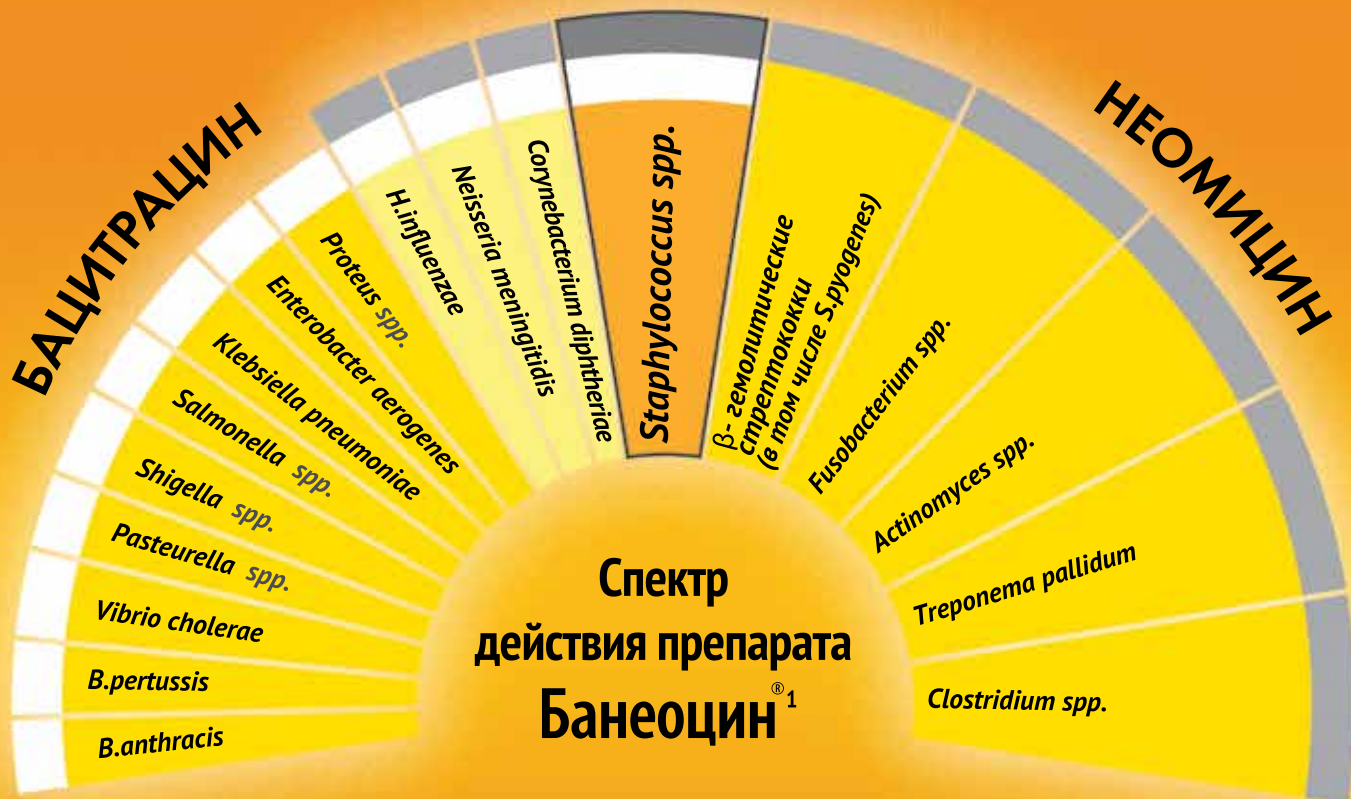 БАЦИТРАЦИН
НЕОМИЦИН
B.anthracis
B.pertussis
Vibrio cholerae
Pasteurella spp.
Shigella spp.
Salmonella spp.
Klebsiella pneumoniae
Enterobacter aerogenes
Proteus spp.
H.influenzae
Neisseria meningitidis
Corynebacterium diphtheriae
Staphylococcus spp.
β- гемолитические
стрептококки
(в том числе S.pyogenes)
Fusobacterium spp.
Actinomyces spp.
Treponema pallidum
Clostridium spp.
Спектр
действия препарата
Банеоцин®1